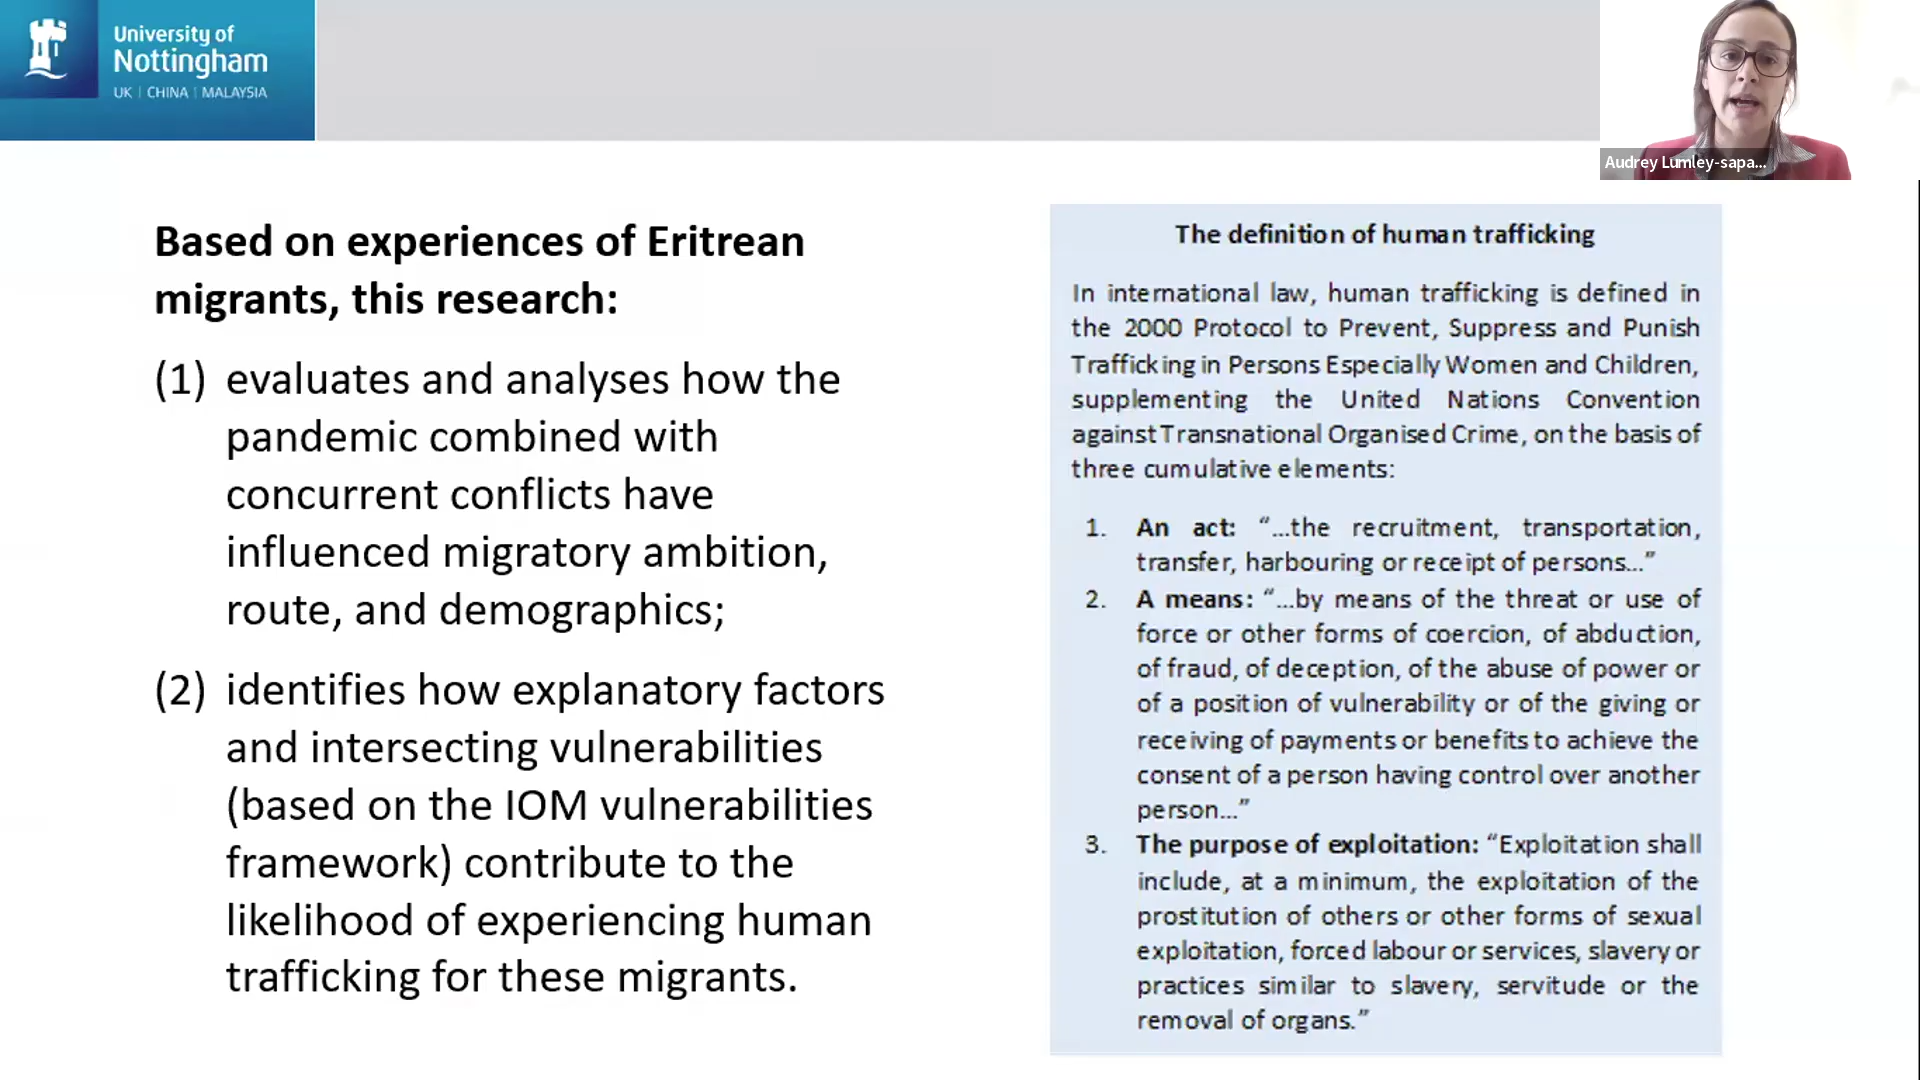 University of
Nottingham
UK | CHINA | MALAYSIA
Audrey Lumley-sapa...
Based on experiences of Eritrean
migrants, this research:
(1) evaluates and analyses how the
pandemic combined with
concurrent conflicts have
influenced migratory ambition,
route, and demographics;
(2) identifies how explanatory factors
and intersecting vulnerabilities
(based on the IOM vulnerabilities
framework) contribute to the
likelihood of experiencing human
trafficking for these migrants.
The definition of human trafficking
In international law, human trafficking is defined in
the 2000 Protocol to Prevent, Suppress and Punish
Trafficking in Persons Especially Women and Children,
supplementing the United Nations Convention
against Transnational Organised Crime, on the basis of
three cumulative elements:
1. An act: “...the recruitment, transportation,
transfer, harbouring or receipt of persons...”
2. A means: “...by means of the threat or use of
force or other forms of coercion, of abduction,
of fraud, of deception, of the abuse of power or
of a position of vulnerability or of the giving or
receiving of payments or benefits to achieve the
consent of a person having control over another
person...”
3. The purpose of exploitation: “Exploitation shall
include, at a minimum, the exploitation of the
prostitution of others or other forms of sexual
exploitation, forced labour or services, slavery or
practices similar to slavery, servitude or the
removal of organs.”